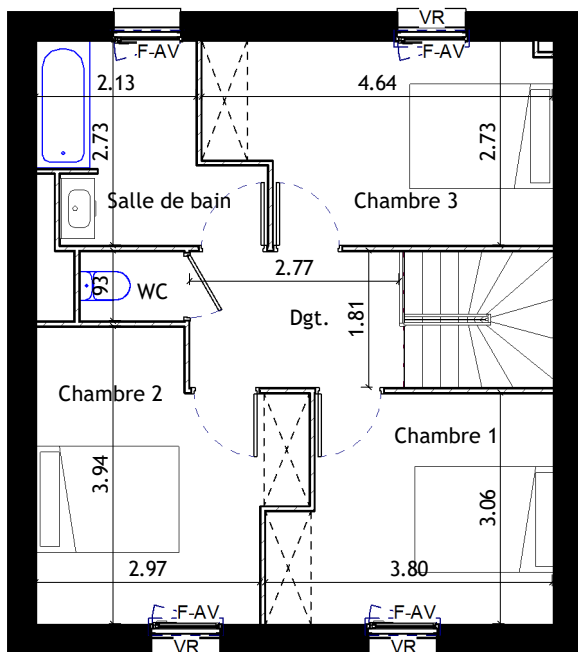 VR
F-AV
F-AV
2.13
4.64
2.73
2.73
Salle de bain
Chambre 3
2.77
93
WC
Dgt.
1.81
Chambre 2
Chambre 1
3.94
3.06
2.97
3.80
F-AV
F-AV
VR
VR